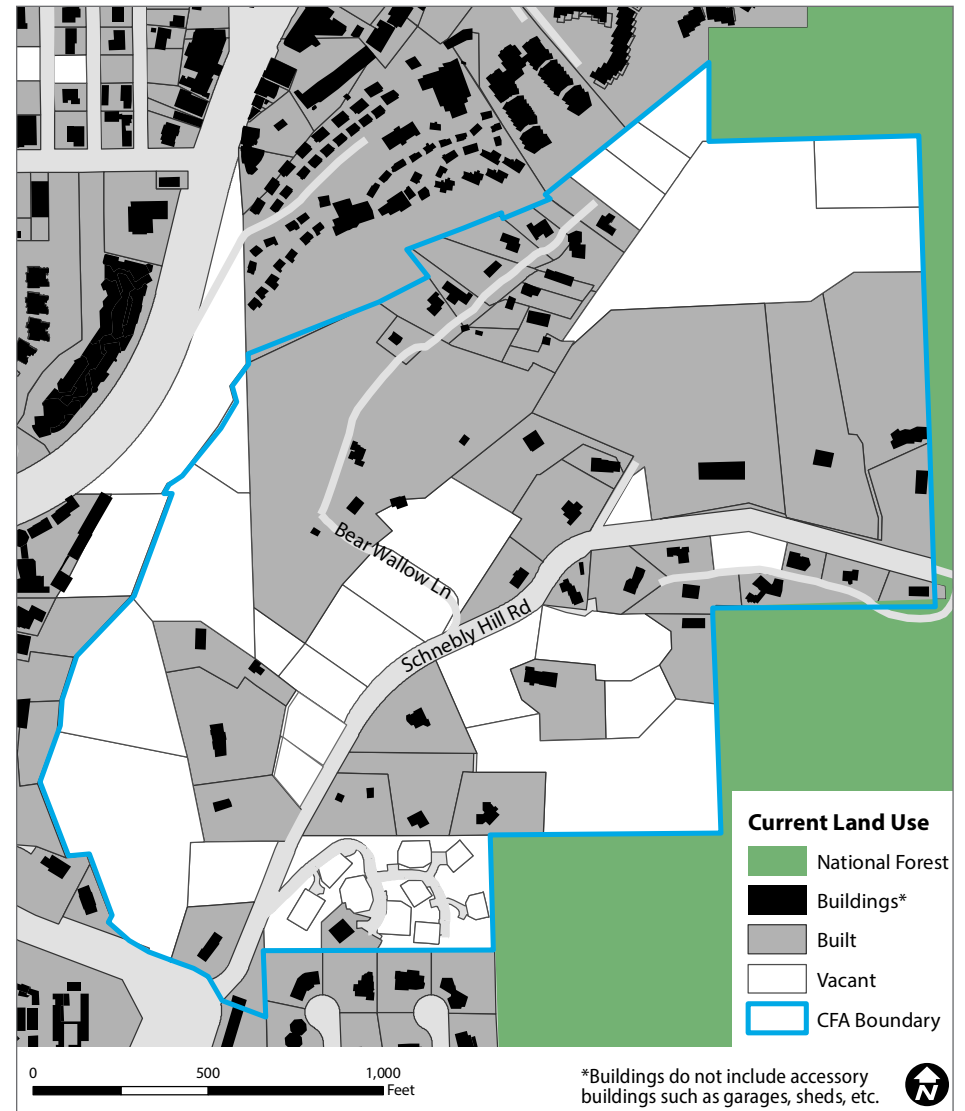 Bear Wallow Ln
Schnebly Hill Rd
Current Land Use
National Forest
Buildings*
Built
Vacant
CFA Boundary
0 500 1,000
Feet
*Buildings do not include accessory
buildings such as garages, sheds, etc.
N